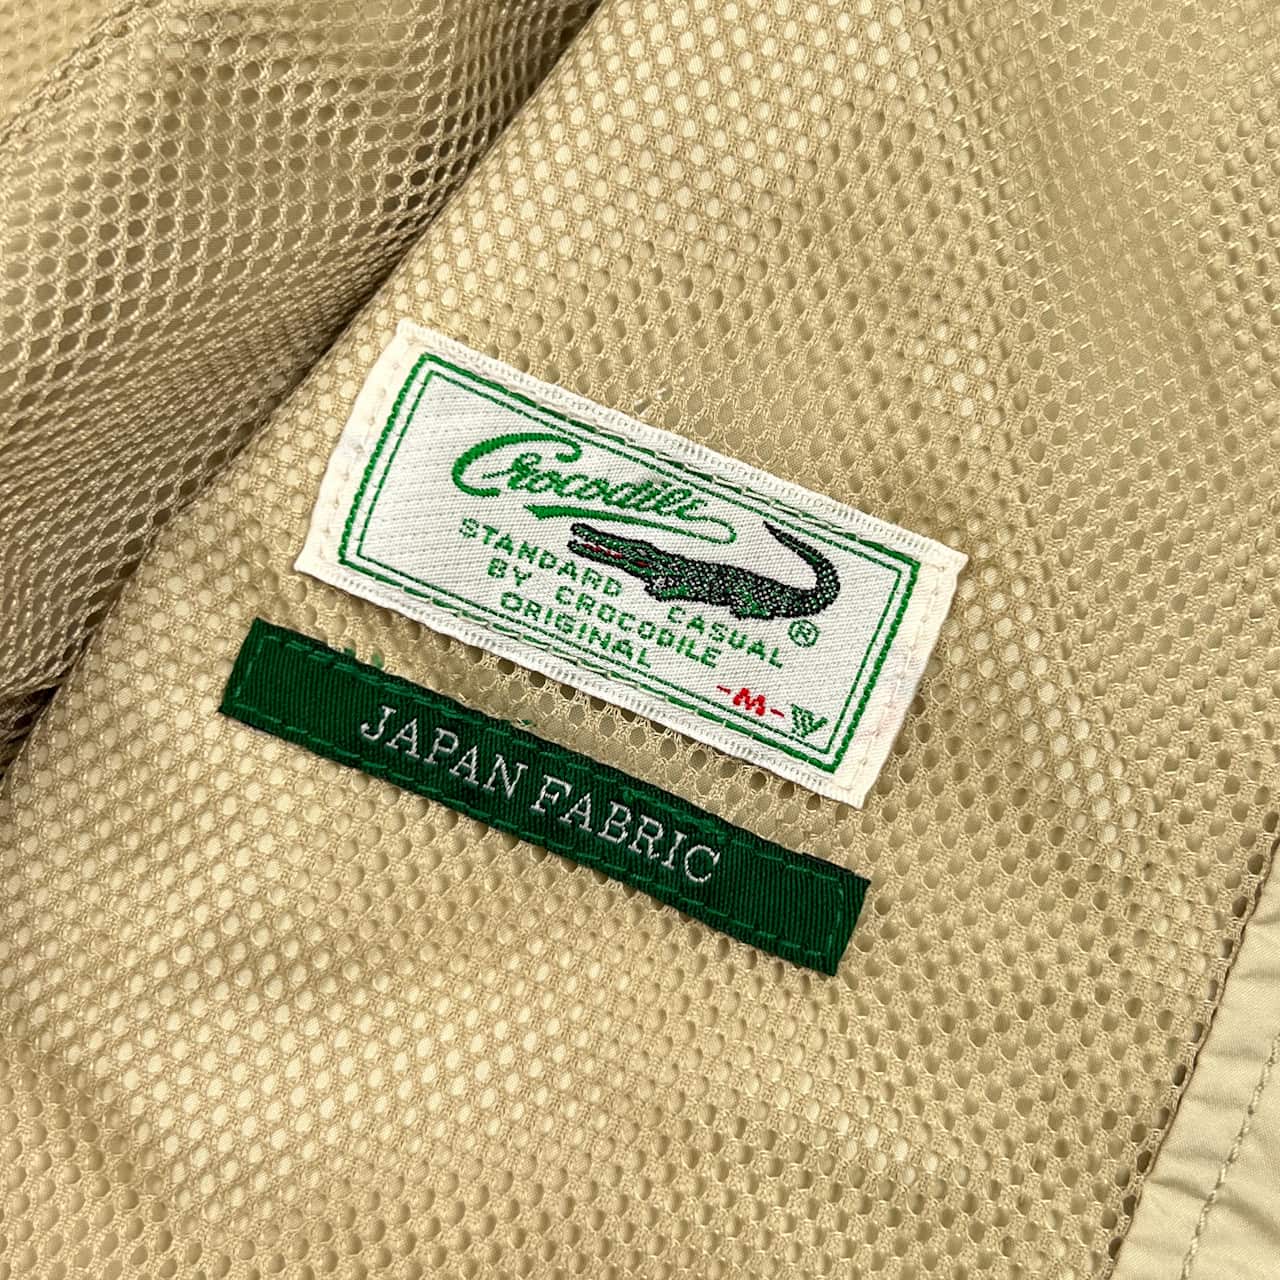 Crocodile
STANDARD CASUAL
BY CROCODILE
ORIGINAL
®
-M-
JAPAN FABRIC